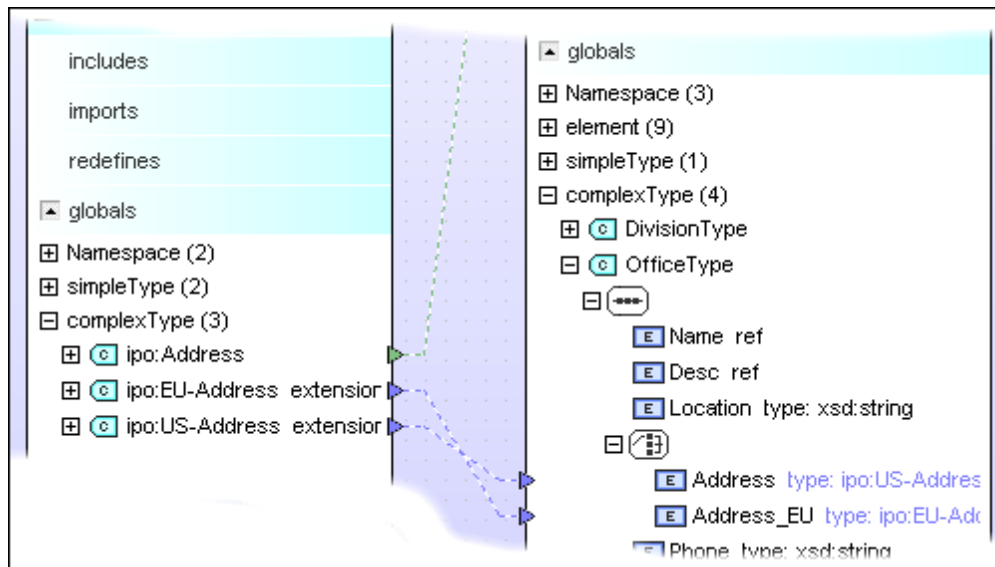 includes
imports
redefines
globals
Namespace (2)
simpleType (2)
complexType (3)
C ipo:Address
C ipo:EU-Address extension
C ipo:US-Address extension
globals
Namespace (3)
element (9)
simpleType (1)
complexType (4)
C DivisionType
C OfficeType
E Name ref
E Desc ref
E Location type: xsd:string
E Address type: ipo:US-Addres
E Address_EU type: ipo:EU-Add
E Phone type: xsd:string